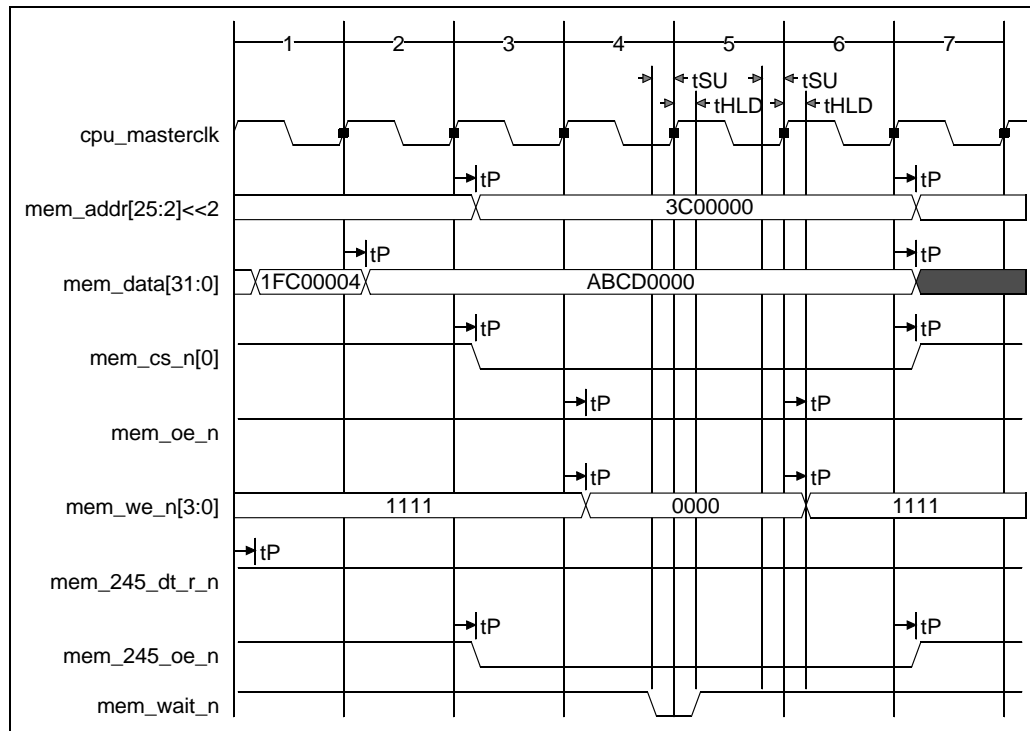 1 2 3 4 5 6 7
tSU tSU
tHLD tHLD
cpu_masterclk
tP tP
mem_addr[25:2]<<2 3C00000
tP tP
mem_data[31:0] 1FC00004 ABCD0000
tP tP
mem_cs_n[0]
tP tP
mem_oe_n
tP tP
mem_we_n[3:0] 1111 0000 1111
tP
mem_245_dt_r_n
tP tP
mem_245_oe_n
mem_wait_n